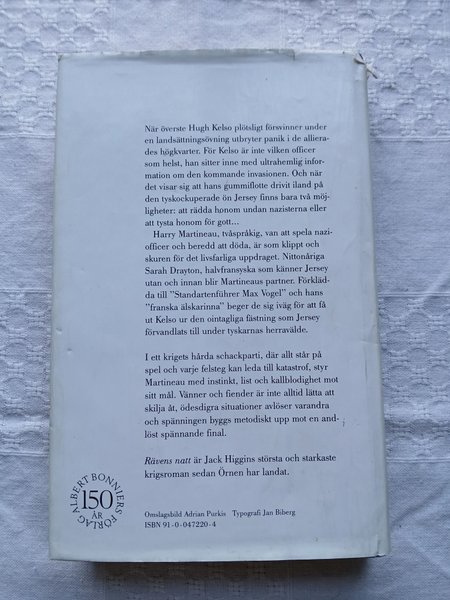 När överste Hugh Kelso plötsligt försvinner under
en landsättningsövning utbryter panik i de allierades
högkvarter. För Kelso är inte vilken officer
som helst, han sitter inne med ultrahemlig information
om den kommande invasionen. Och när
det visar sig att hans gummiflotte drivit iland på
den tyskockuperade ön Jersey finns bara två möjligheter:
att rädda honom undan nazisterna eller
att tysta honom för gott...
Harry Martineau, tvåspråkig, van att spela nazi-
officer och beredd att döda, är som klippt och
skuren för det livsfarliga uppdraget. Nittonåriga
Sarah Drayton, halvfransyska som känner Jersey
utan och innan blir Martineaus partner. Förkläd-
da till ”Standartenführer Max Vogel” och hans
”franska älskarinna” beger de sig iväg för att få
ut Kelso ur den ointagliga fästning som Jersey
förvandlats till under tyskarnas herravälde.
I ett krigets hårda schackparti, där allt står på
spel och varje felsteg kan leda till katastrof, styr
Martineau med instinkt, list och kallblodighet mot
sitt mål. Vänner och fiender är inte alltid lätta att
skilja åt, ödesdigra situationer avlöser varandra
och spänningen byggs metodiskt upp mot en and-
löst spännande final.
Rävens natt är Jack Higgins största och starkaste
krigsroman sedan Örnen har landat.
ALBERT BONNIERS FÖRLAG
150
ÅR
Omslagsbild Adrian Purkis Typografi Jan Biberg
ISBN 91-0-047220-4